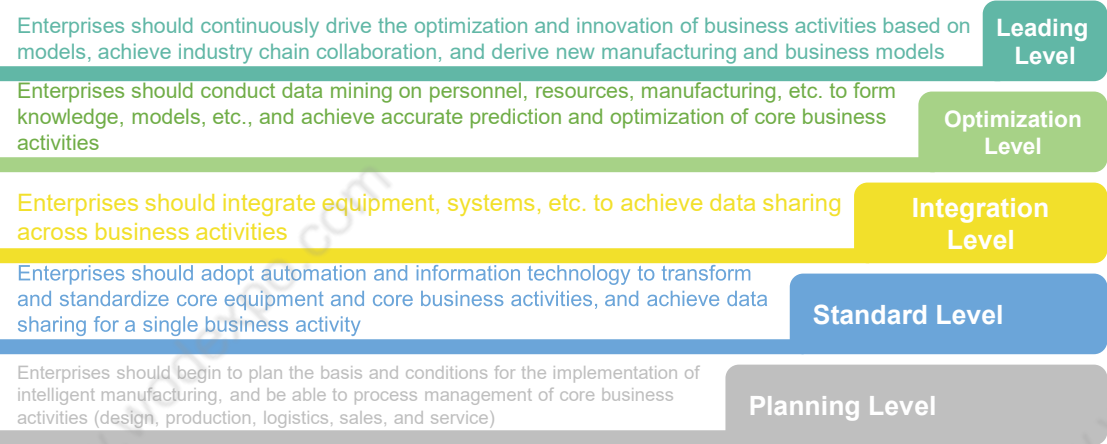 Enterprises should continuously drive the optimization and innovation of business activities based on
models, achieve industry chain collaboration, and derive new manufacturing and business models
Leading
Level
Enterprises should conduct data mining on personnel, resources, manufacturing, etc. to form
knowledge, models, etc., and achieve accurate prediction and optimization of core business
activities
Optimization
Level
Enterprises should integrate equipment, systems, etc. to achieve data sharing
across business activities
Integration
Level
Enterprises should adopt automation and information technology to transform
and standardize core equipment and core business activities, and achieve data
sharing for a single business activity
Standard Level
Enterprises should begin to plan the basis and conditions for the implementation of
intelligent manufacturing, and be able to process management of core business
activities (design, production, logistics, sales, and service)
Planning Level